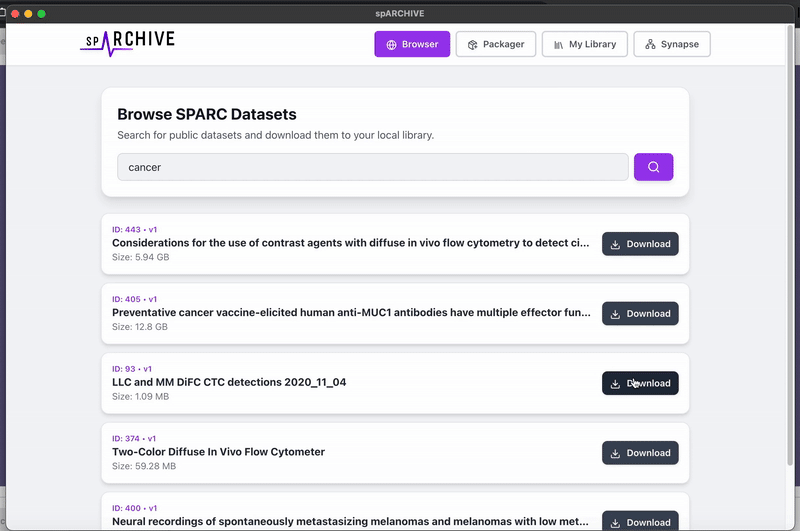 spARCHIVE
spARCHIVE
Browser
Packager
My Library
Synapse
Browse SPARC Datasets
Search for public datasets and download them to your local library.
cancer
ID: 443 • v1
Considerations for the use of contrast agents with diffuse in vivo flow cytometry to detect ci...
Size: 5.94 GB
Download
ID: 405 • v1
Preventative cancer vaccine-elicited human anti-MUC1 antibodies have multiple effector fun...
Size: 12.8 GB
Download
ID: 93 • v1
LLC and MM DiFC CTC detections 2020_11_04
Size: 1.09 MB
Download
ID: 374 • v1
Two-Color Diffuse In Vivo Flow Cytometer
Size: 59.28 MB
Download
ID: 400 • v1
Neural recordings of spontaneously metastasizing melanomas and melanomas with low met...
Download